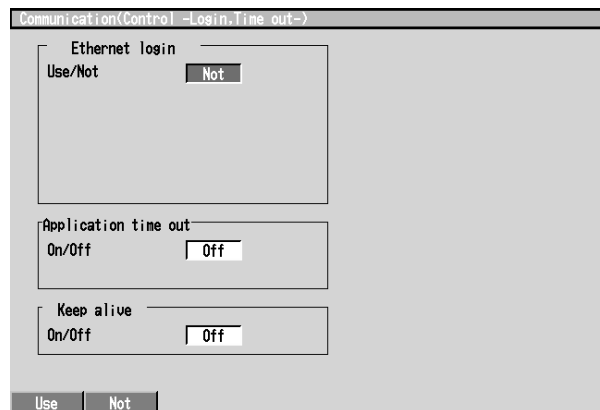 Communication(Control -Login,Time out->
Ethernet login
Use/Not Not
Application time out
On/Off Off
Keep alive
On/Off Off
Use Not